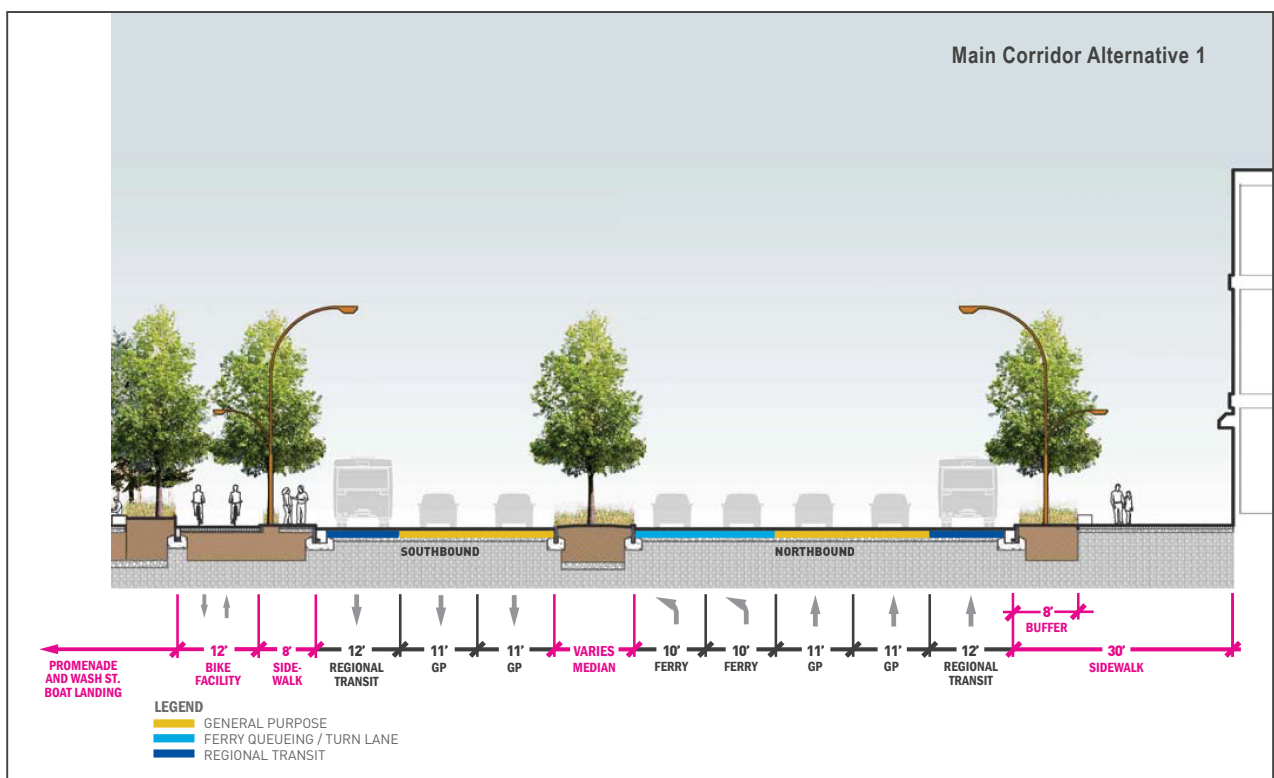 Main Corridor Alternative 1
SOUTHBOUND
NORTHBOUND
PROMENADE
AND WASH ST.
BOAT LANDING
12'
BIKE
FACILITY
8'
SIDE-
WALK
12'
REGIONAL
TRANSIT
11'
GP
11'
GP
VARIES
MEDIAN
10'
FERRY
10'
FERRY
11'
GP
11'
GP
12'
REGIONAL
TRANSIT
8'
BUFFER
30'
SIDEWALK
LEGEND
GENERAL PURPOSE
FERRY QUEUEING / TURN LANE
REGIONAL TRANSIT